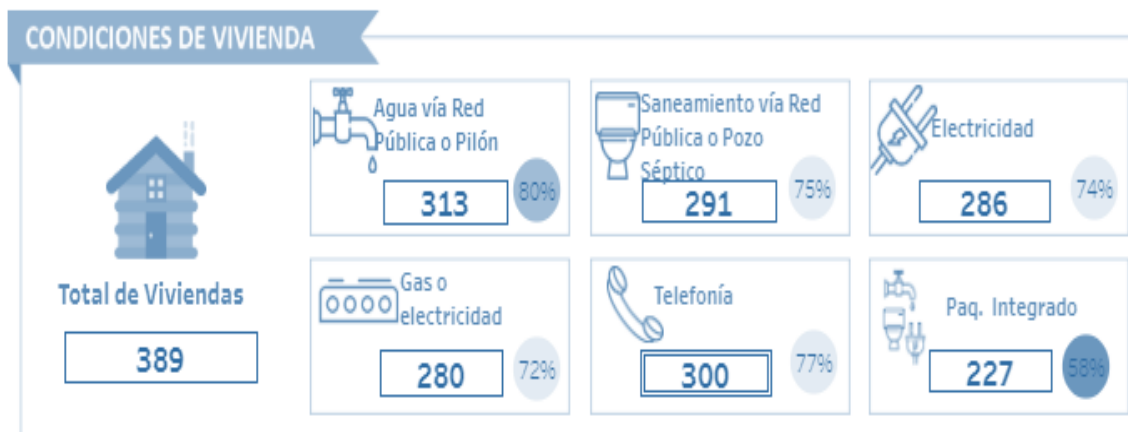 CONDICIONES DE VIVIENDA
Total de Viviendas
389
Agua vía Red
Pública o Pilón
313
80%
Saneamiento vía Red
Pública o Pozo
Séptico
291
75%
Electricidad
286
74%
Gas o
electricidad
280
72%
Telefonía
300
77%
Paq. Integrado
227
58%